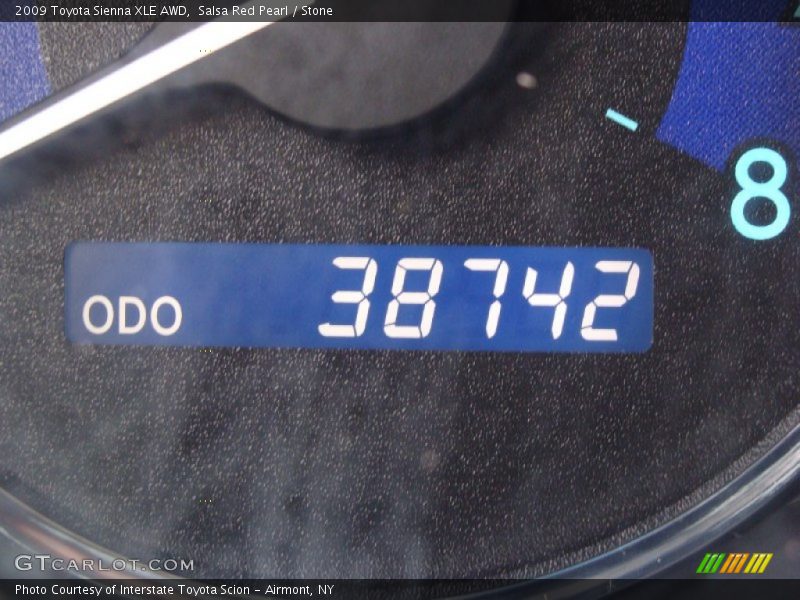 2009 Toyota Sienna XLE AWD,  Salsa Red Pearl / Stone
8
ODO 38742
GTCARLOT.COM
Photo Courtesy of Interstate Toyota Scion – Airmont, NY